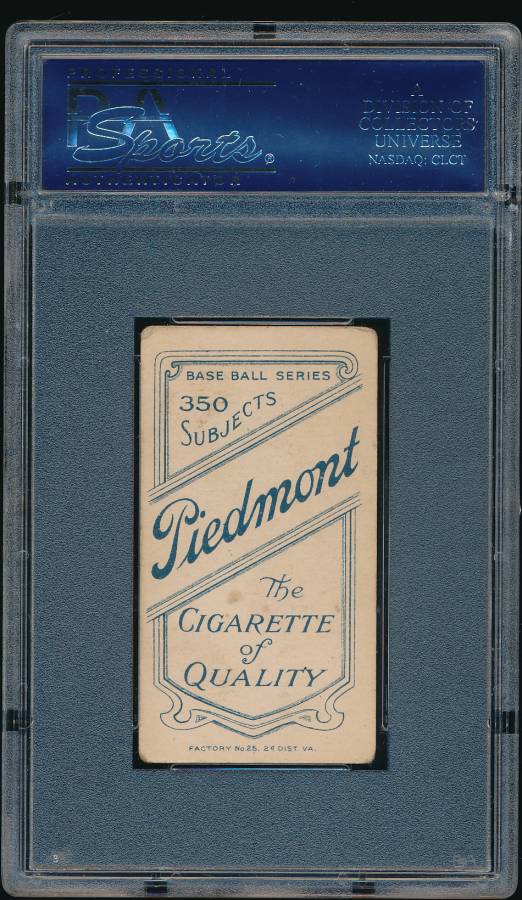 PROFESSIONAL
PSA
Sports®
AUTHENTICATOR
A
DIVISION OF
COLLECTORS
UNIVERSE
NASDAQ: CLCT
BASE BALL SERIES
350
SUBJECTS
Piedmont
The
CIGARETTE
of
QUALITY
FACTORY No. 25, 2d DIST. VA.